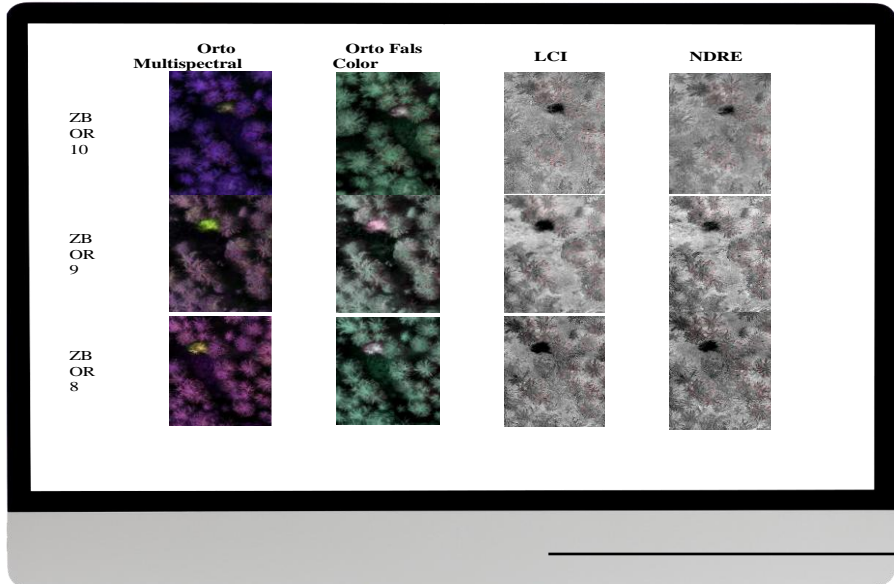 Orto
Multispectral
Orto Fals
Color
LCI
NDRE
ZB
OR
10
ZB
OR
9
ZB
OR
8